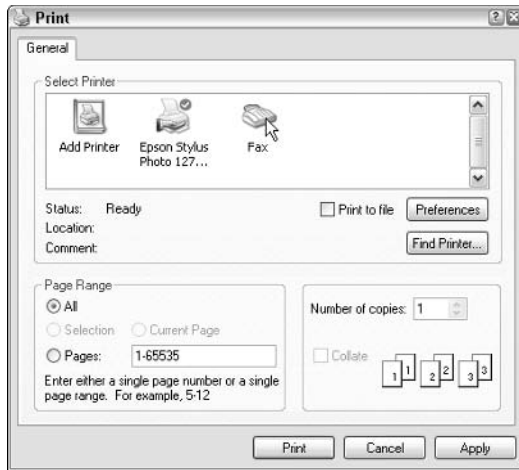 Print
General
Select Printer
Add Printer
Epson Stylus
Photo 127...
Fax
Status: Ready
Location:
Comment:
Print to file
Preferences
Find Printer...
Page Range
All
Selection
Current Page
Pages: 1-65535
Enter either a single page number or a single
page range. For example, 5-12
Number of copies: 1
Collate
1 1 2 2 3 3
Print
Cancel
Apply